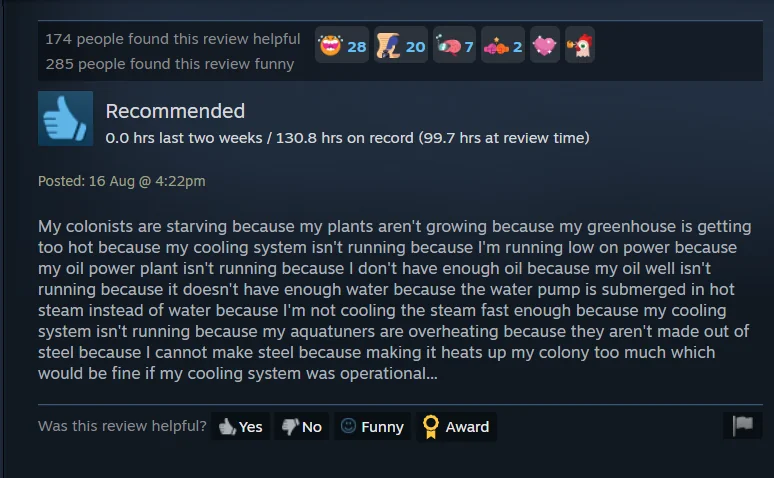 174 people found this review helpful
285 people found this review funny
28
20
7
2
Recommended
0.0 hrs last two weeks / 130.8 hrs on record (99.7 hrs at review time)
Posted: 16 Aug @ 4:22pm
My colonists are starving because my plants aren't growing because my greenhouse is getting
too hot because my cooling system isn't running because I'm running low on power because
my oil power plant isn't running because I don't have enough oil because my oil well isn't
running because it doesn't have enough water because the water pump is submerged in hot
steam instead of water because I'm not cooling the steam fast enough because my cooling
system isn't running because my aquatuners are overheating because they aren't made out of
steel because I cannot make steel because making it heats up my colony too much which
would be fine if my cooling system was operational...
Was this review helpful? Yes No Funny Award